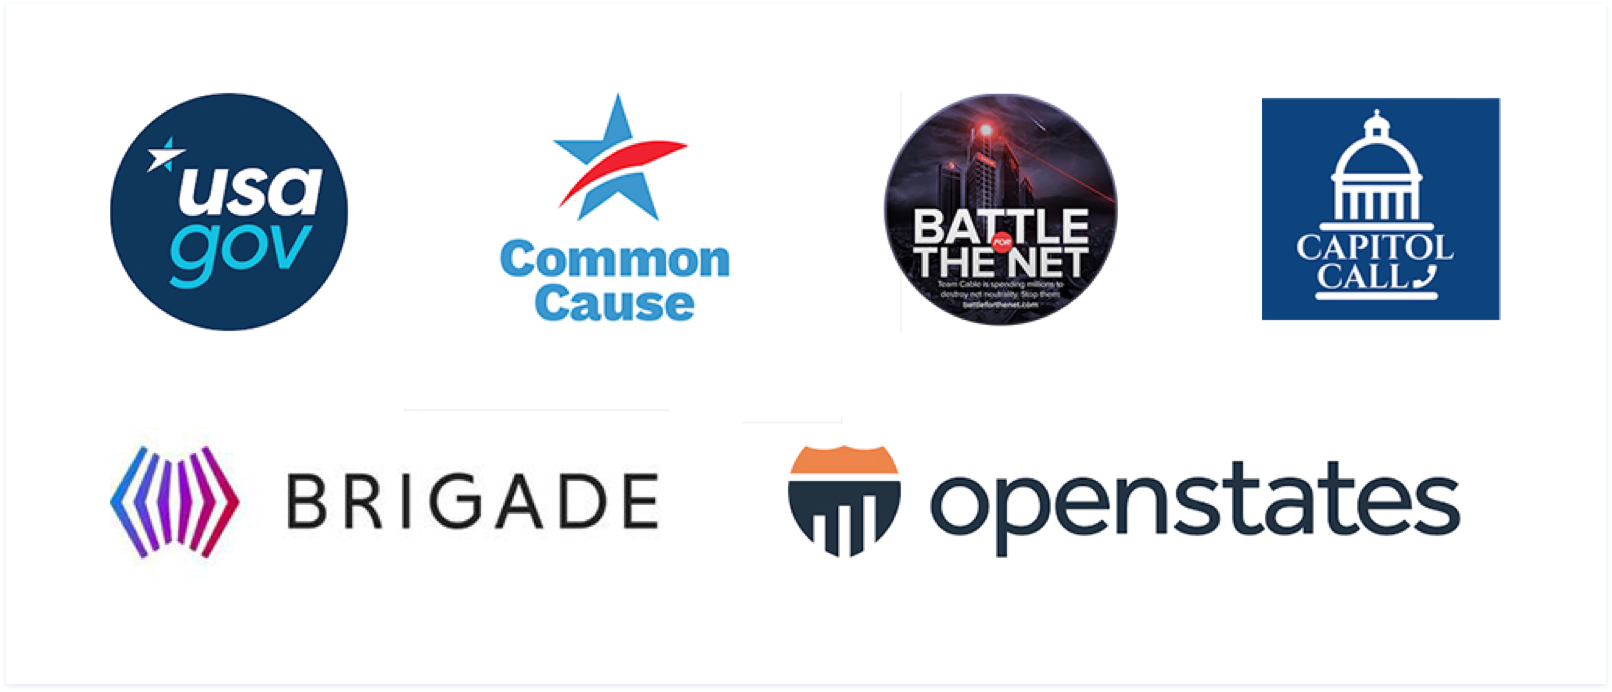 usa
gov
Common
Cause
BATTLE
FOR
THE NET
Team Cable is spending millions to
destroy net neutrality. Stop them:
battleforthenet.com
CAPITOL
CALL
BRIGADE
openstates